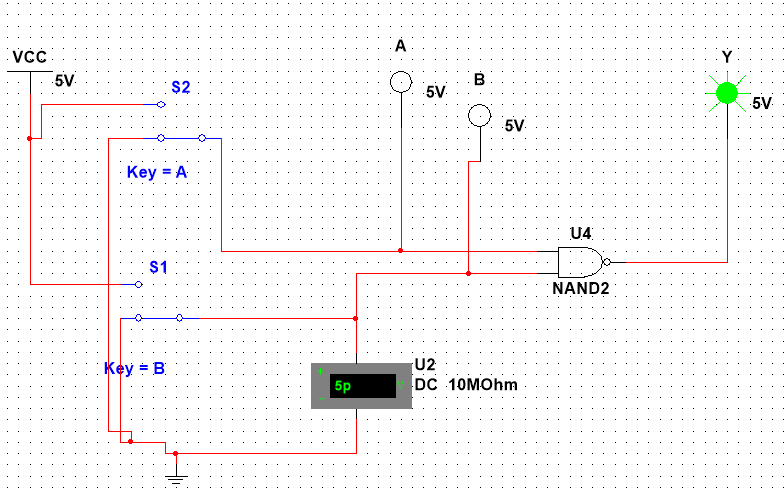 VCC
5V
S2
Key = A
A
5V
B
5V
Y
5V
S1
Key = B
U4
NAND2
U2
DC 10MOhm
+
5p
V
-